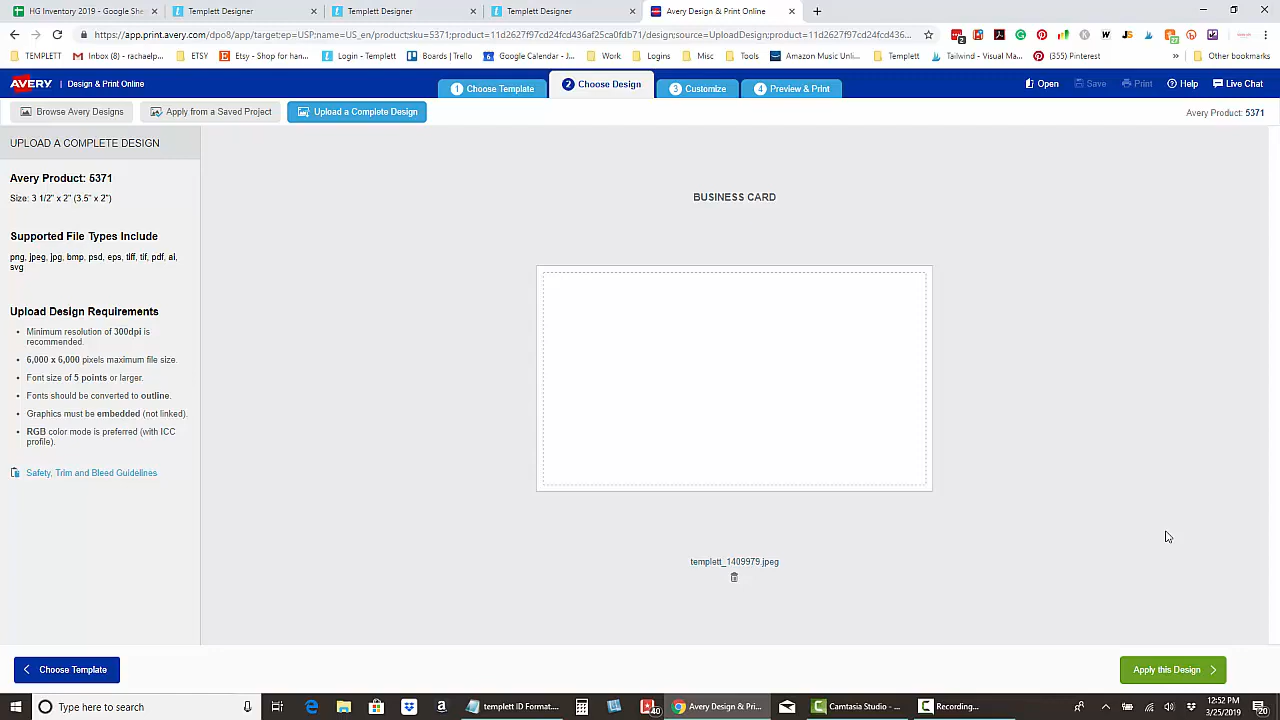 HG Inventory 2019 - Google She
Templett Designer
Templett Designer
Templett Designer
Avery Design & Print Online
https://app.print.avery.com/dpo8/app/targetep=USP;name=US_en/productsku=5371;product=11d2627f97cd24fcd436af25ca0fdb71/design;source=UploadDesign;product=11d2627f97cd24fcd436...
TEMPLETT
Inbox (8) - rachaelp...
ETSY
Etsy - Shop for han...
Login - Templett
Boards | Trello
Google Calendar - J...
Work
Logins
Misc
Tools
Amazon Music Unl...
Templett
Tailwind - Visual Ma...
(355) Pinterest
»
Other bookmarks
AVERY
Design & Print Online
1 Choose Template
2 Choose Design
3 Customize
4 Preview & Print
Open
Save
Print
Help
Live Chat
Browse Avery Designs
Apply from a Saved Project
Upload a Complete Design
Avery Product: 5371
UPLOAD A COMPLETE DESIGN
Avery Product: 5371
Size: 3 1/2" x 2" (3.5" x 2")
Supported File Types Include
png, jpeg, jpg, bmp, psd, eps, tiff, tif, pdf, ai,
svg
Upload Design Requirements
• Minimum resolution of 300dpi is
recommended.
• 6,000 x 6,000 pixels maximum file size.
• Font size of 5 points or larger.
• Fonts should be converted to outline.
• Graphics must be embedded (not linked).
• RGB color mode is preferred (with ICC
profile).
Safety, Trim and Bleed Guidelines
BUSINESS CARD
templett_1409979.jpeg
Choose Template
Apply this Design
Type here to search
templett ID Format...
Avery Design & Pri...
Camtasia Studio - ...
Recording...
12:52 PM
3/25/2019